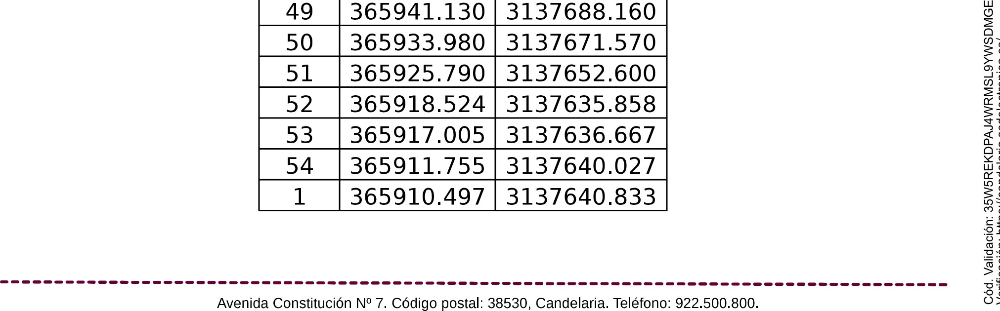 49 365941.130 3137688.160
50 365933.980 3137671.570
51 365925.790 3137652.600
52 365918.524 3137635.858
53 365917.005 3137636.667
54 365911.755 3137640.027
1 365910.497 3137640.833
Avenida Constitución Nº 7. Código postal: 38530, Candelaria. Teléfono: 922.500.800.
Cód. Validación: 35W5REKDPAJ4WRMSL9YWSDMGE